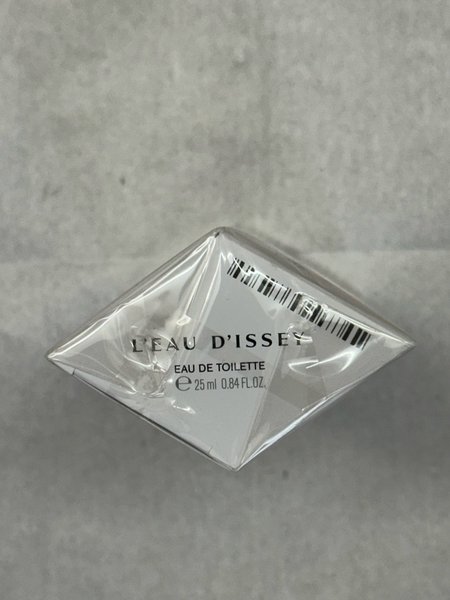 L'EAU D'ISSEY
EAU DE TOILETTE
℮ 25 ml 0.84 FL.OZ.